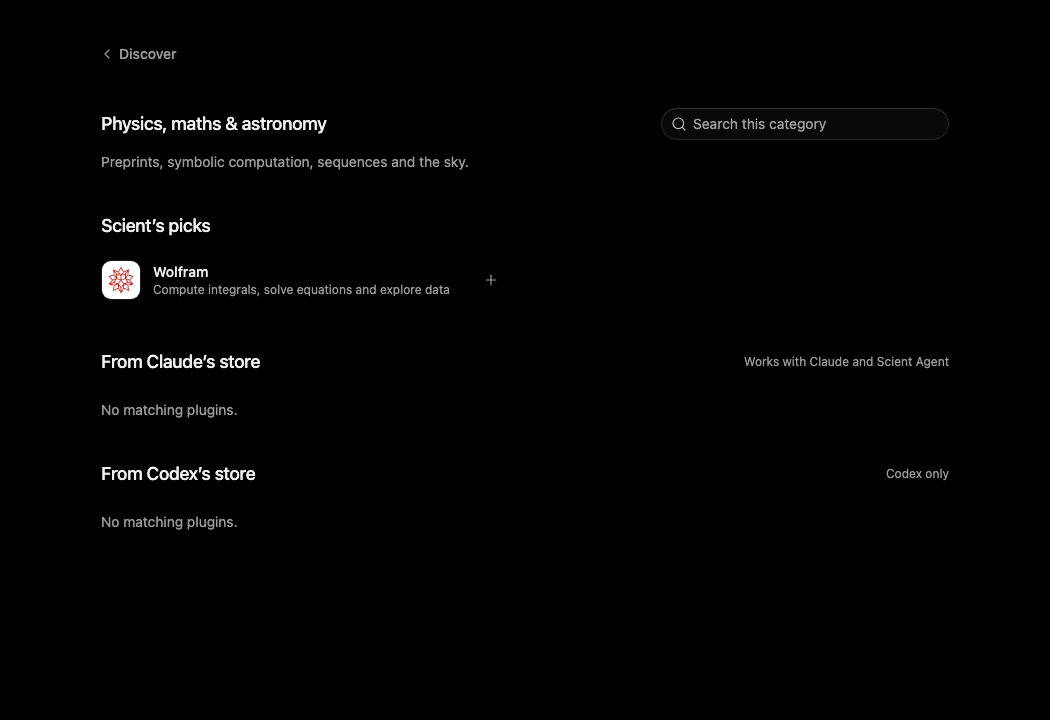 Discover
Physics, maths & astronomy
Search this category
Preprints, symbolic computation, sequences and the sky.
Scient’s picks
Wolfram
Compute integrals, solve equations and explore data
From Claude’s store
Works with Claude and Scient Agent
No matching plugins.
From Codex’s store
Codex only
No matching plugins.